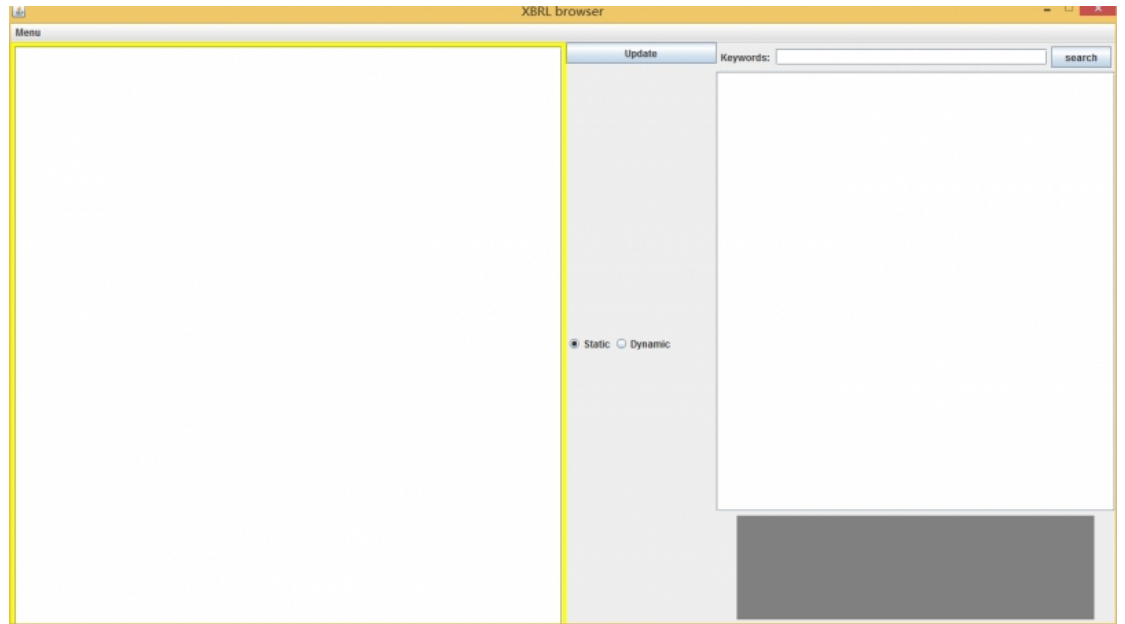 XBRL browser
Menu
Update
Keywords:
search
Static
Dynamic